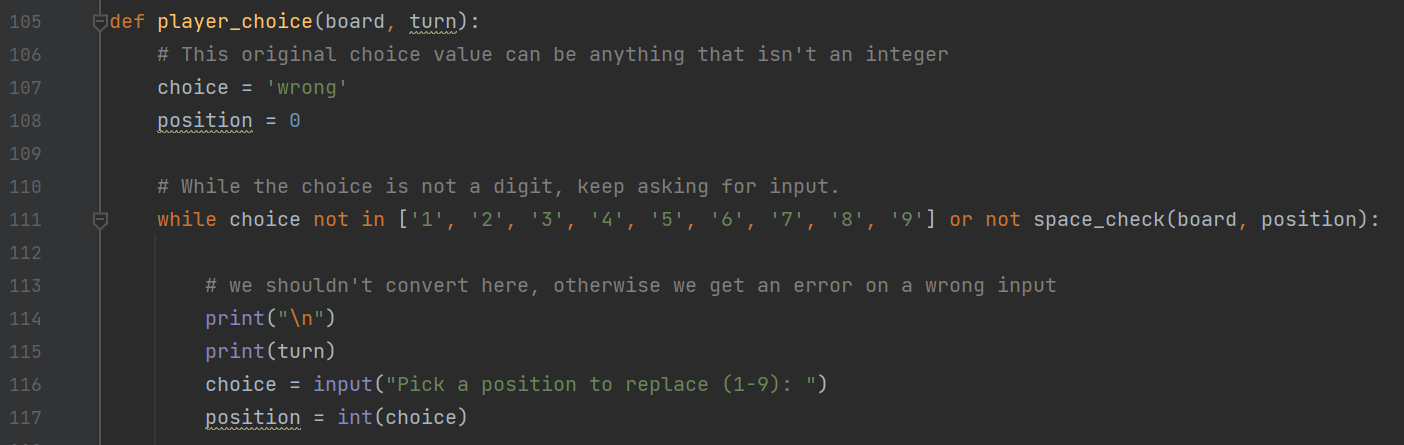 105 def player_choice(board, turn):
106 # This original choice value can be anything that isn't an integer
107 choice = 'wrong'
108 position = 0
109
110 # While the choice is not a digit, keep asking for input.
111 while choice not in ['1', '2', '3', '4', '5', '6', '7', '8', '9'] or not space_check(board, position):
112
113 # we shouldn't convert here, otherwise we get an error on a wrong input
114 print("\n")
115 print(turn)
116 choice = input("Pick a position to replace (1-9): ")
117 position = int(choice)